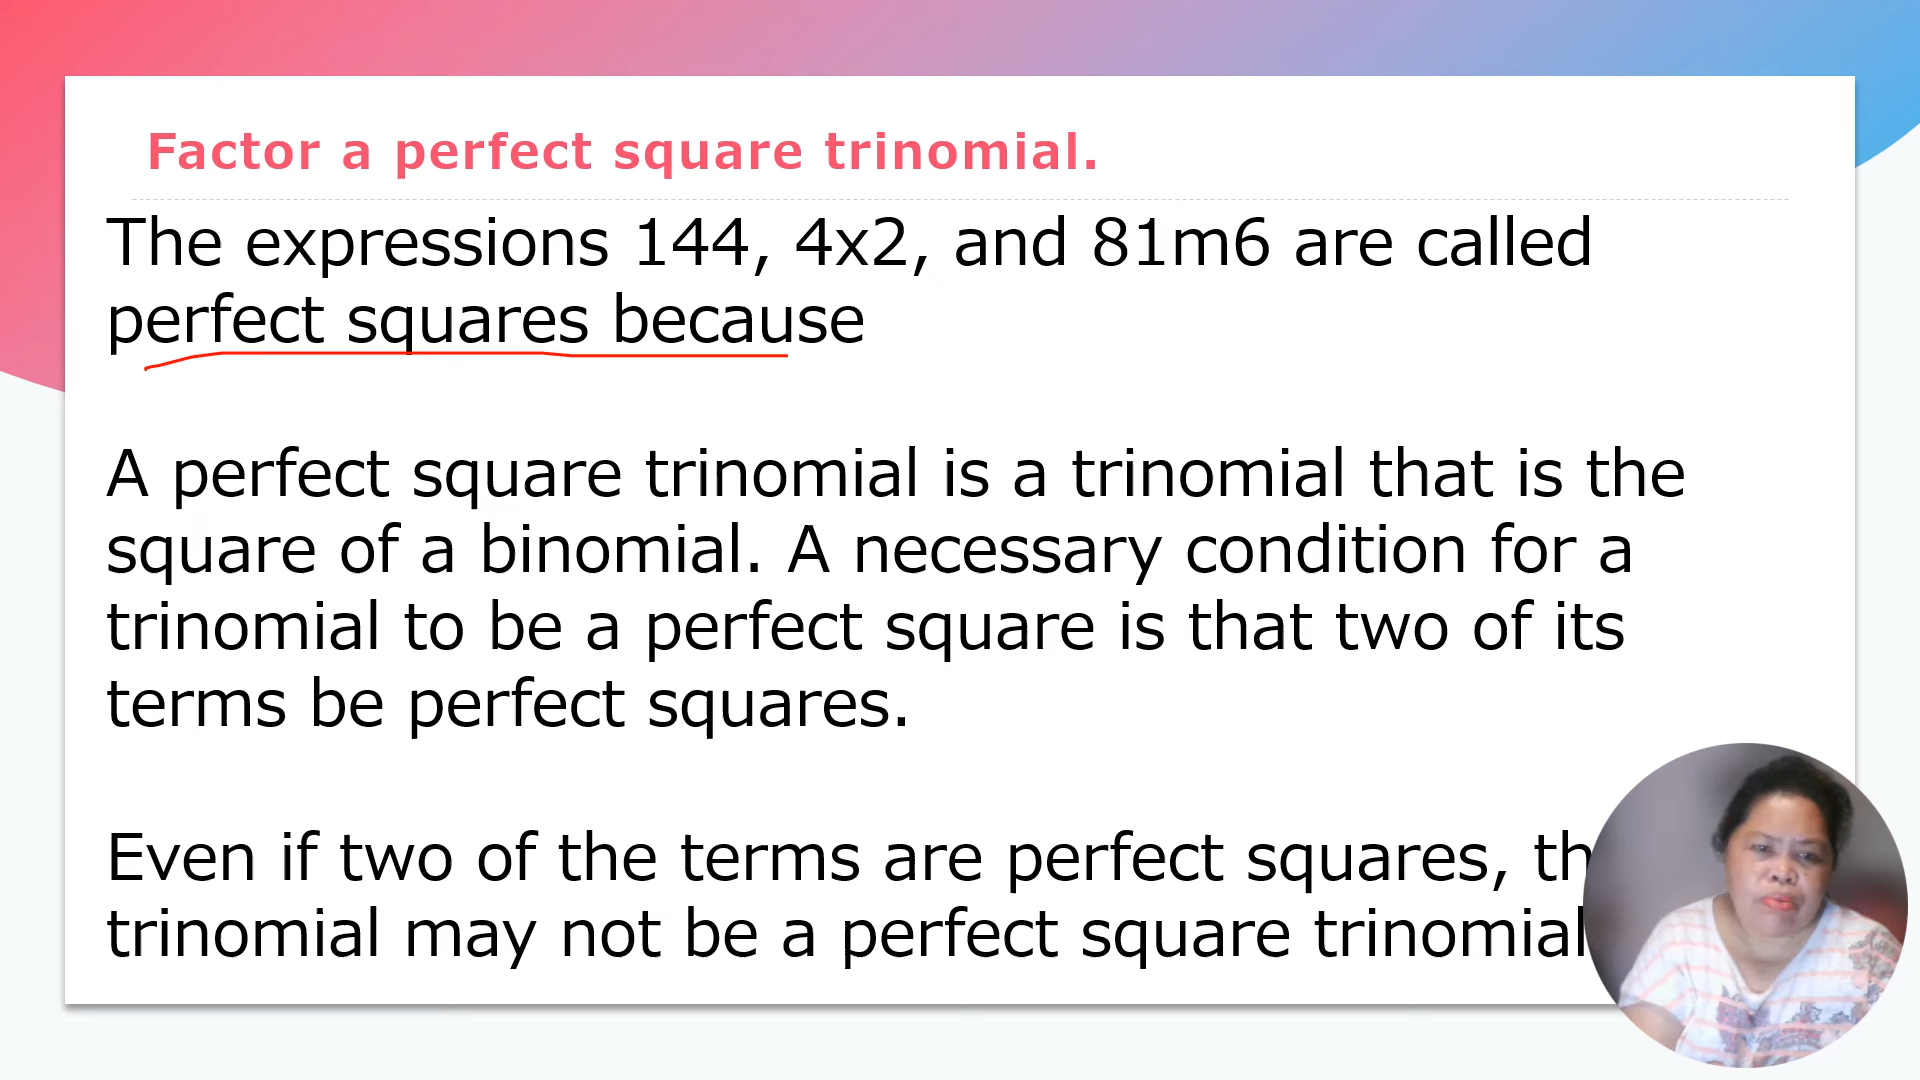 Factor a perfect square trinomial.
The expressions 144, 4x2, and 81m6 are called
perfect squares because
A perfect square trinomial is a trinomial that is the
square of a binomial. A necessary condition for a
trinomial to be a perfect square is that two of its
terms be perfect squares.
Even if two of the terms are perfect squares,
trinomial may not be a perfect square trinomial